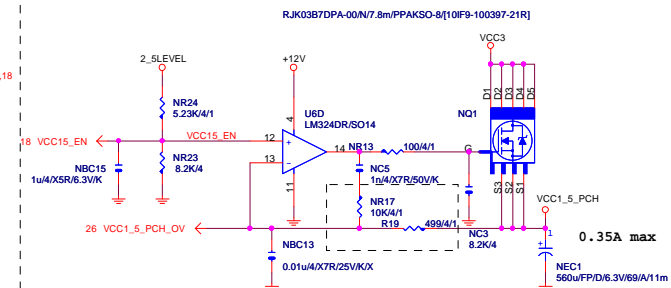 RJK03B7DPA-00/N/7.8m/PPAKSO-8/[10IF9-100397-21R]
VCC3
2_5LEVEL
+12V
,18
D1
D2
D3
D4
D5
NR24
5.23K/4/1
U6D
LM324DR/SO14
NQ1
4
18 VCC15_EN
VCC15_EN
12
+
13
−
14
NR13
100/4/1
G
NBC15
1u/4/X5R/6.3V/K
NR23
8.2K/4
11
NC5
1n/4/X7R/50V/K
S3
S2
S1
NR17
10K/4/1
VCC1_5_PCH
26 VCC1_5_PCH_OV
R19
499/4/1
NC3
8.2K/4
1
+
0.35A max
NBC13
0.01u/4/X7R/25V/K/X
NEC1
560u/FP/D/6.3V/69/A/11m